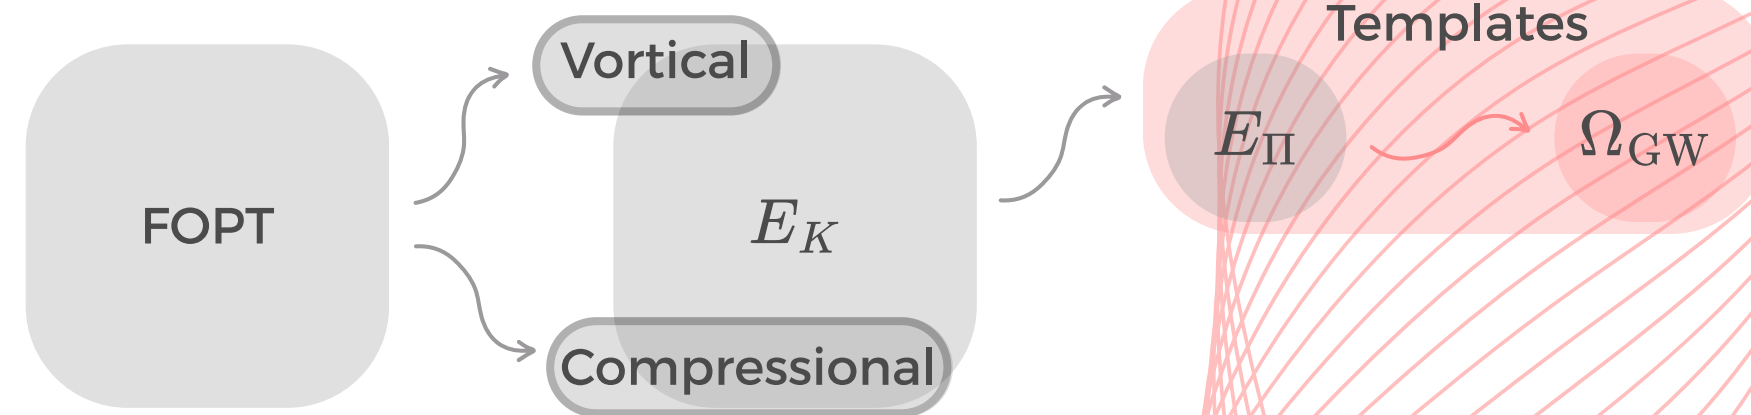 FOPT
Vortical
E_K
Compressional
Templates
E_Π
Ω_GW